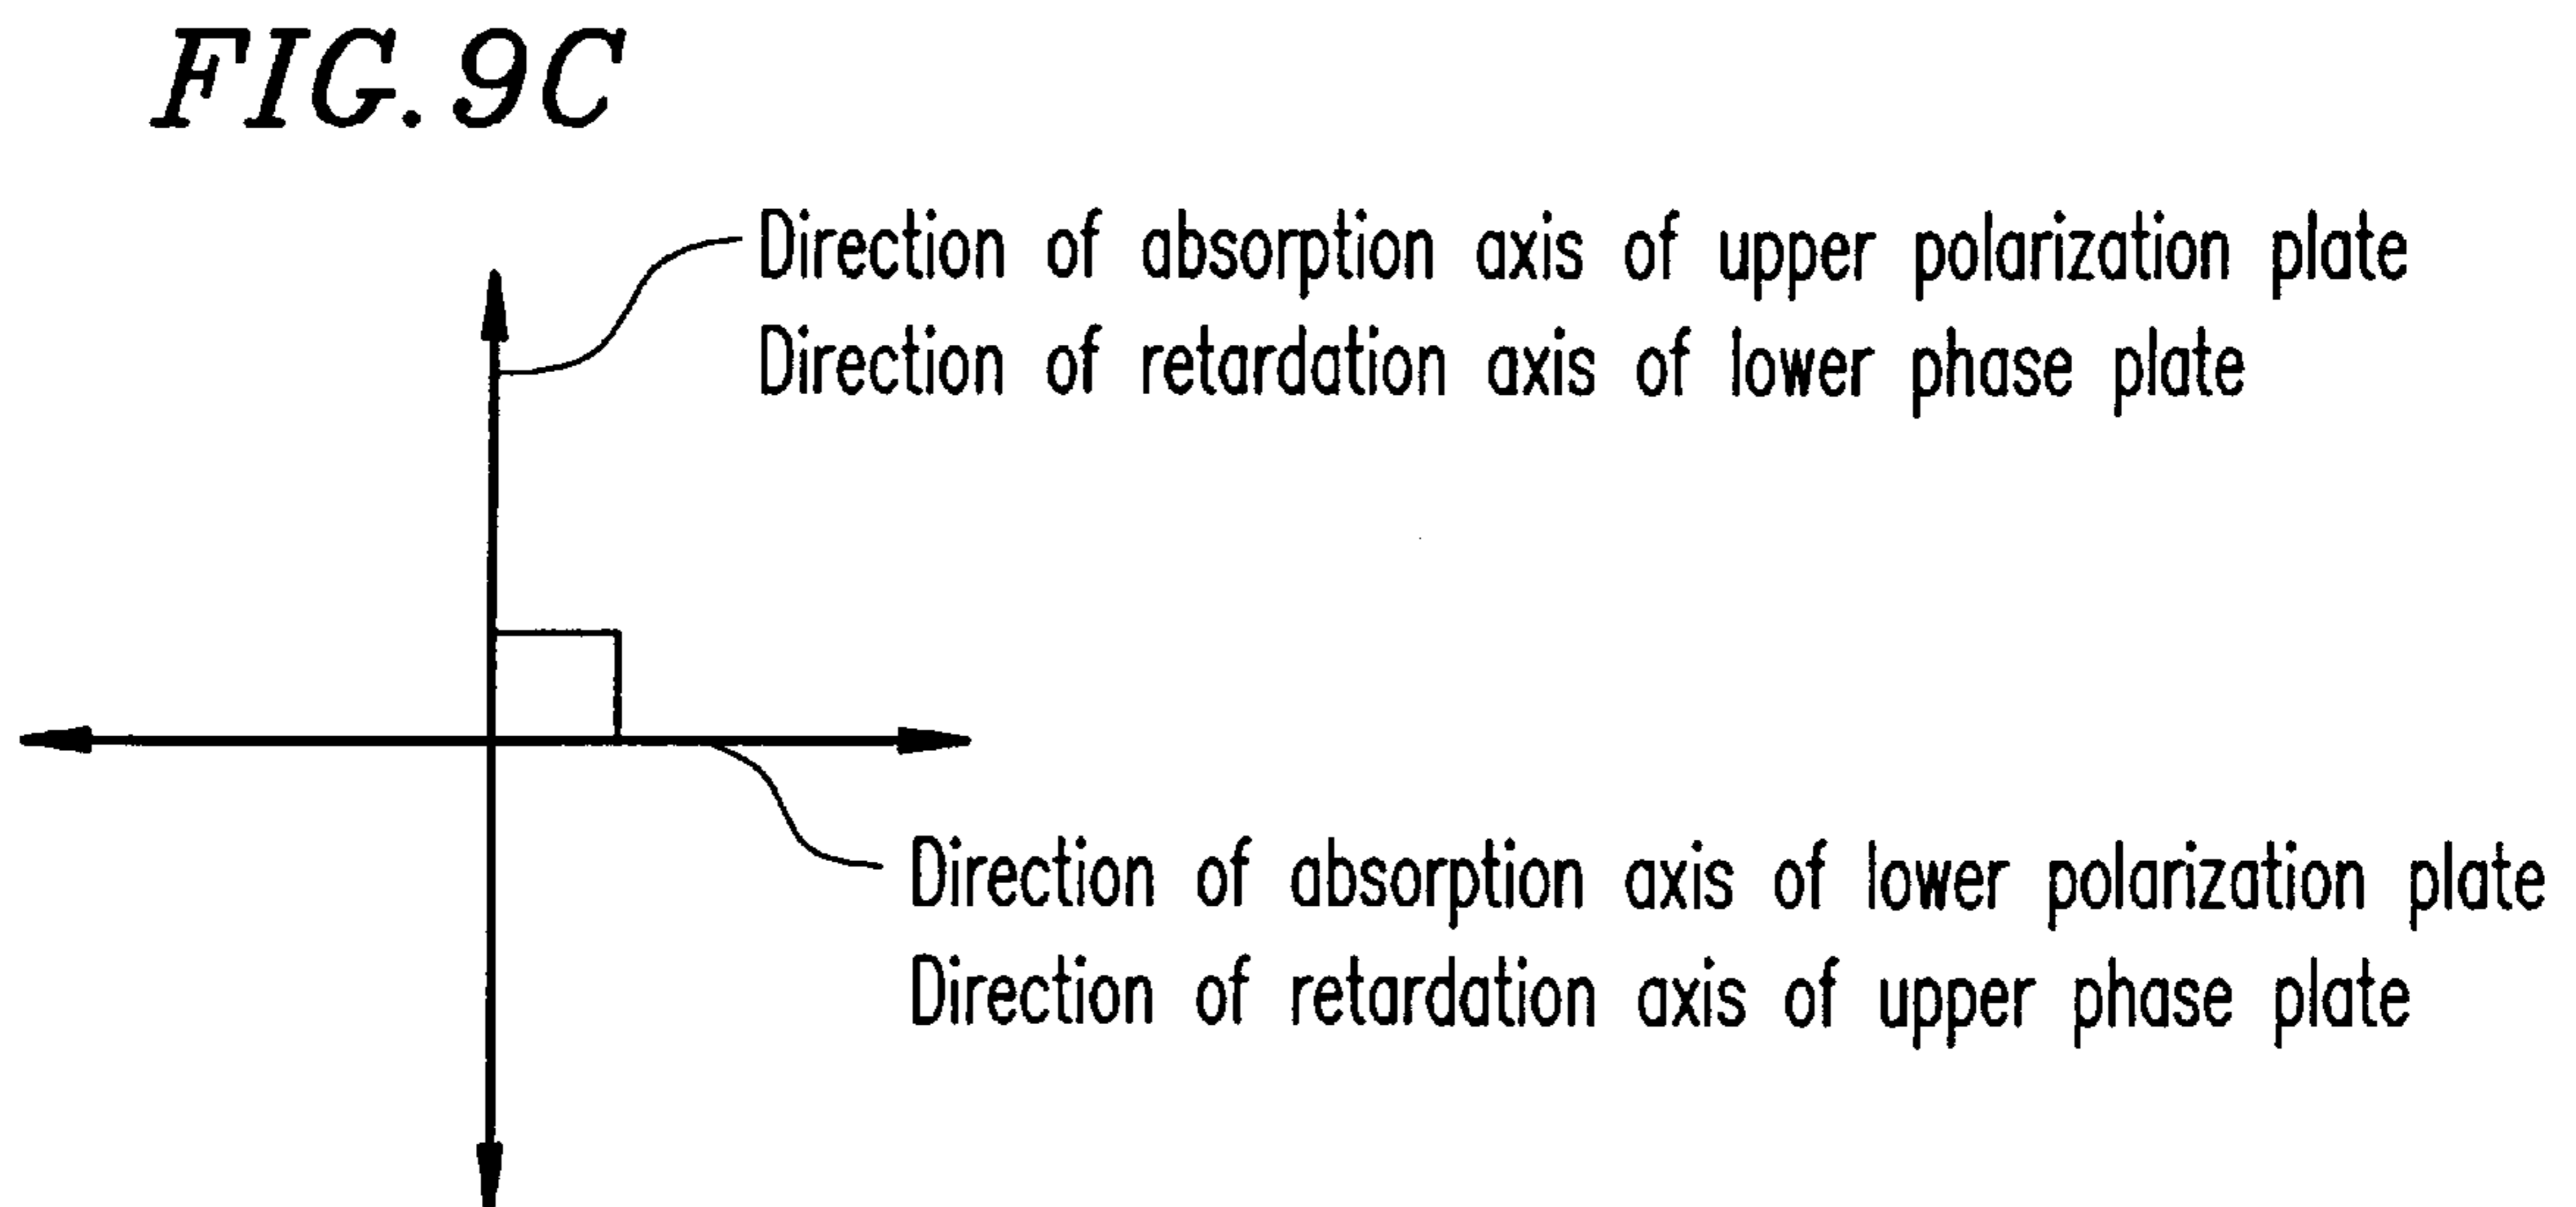 FIG. 9C
Direction of absorption axis of upper polarization plate
Direction of retardation axis of lower phase plate
Direction of absorption axis of lower polarization plate
Direction of retardation axis of upper phase plate